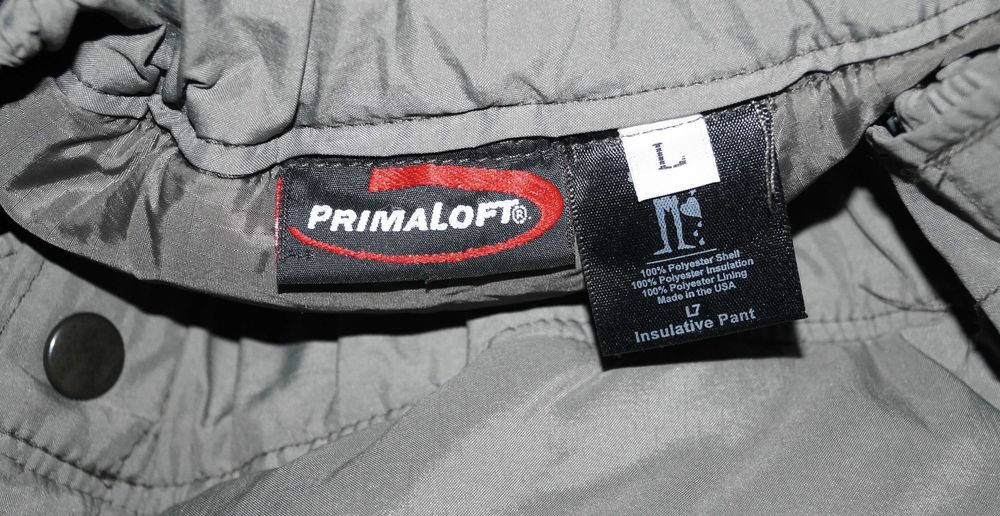 PRIMALOFT®
L
100% Polyester Shell
100% Polyester Insulation
100% Polyester Lining
Made in the USA
L7
Insulative Pant